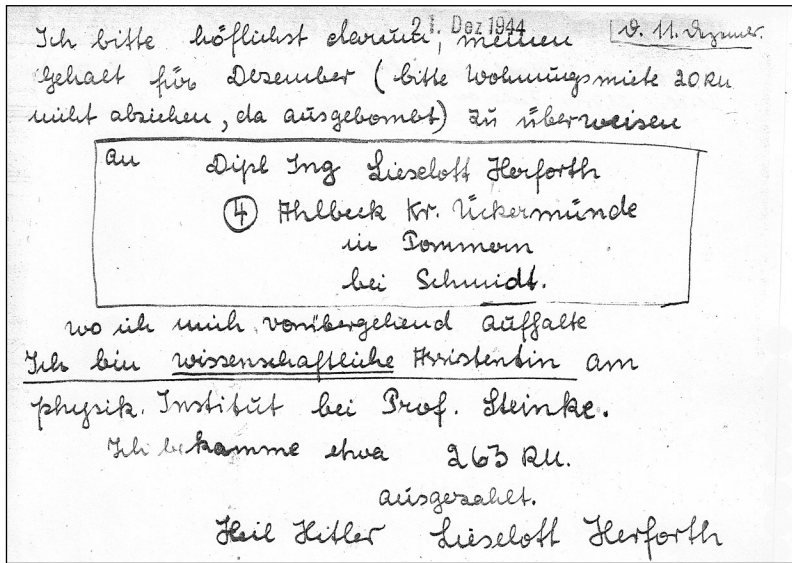 21. Dez 1944
d. 11. Dezember.
Ich bitte höflichst darum, meinen
Gehalt für Dezember (bitte Wohnungsmiete 20 RM
nicht abziehen, da ausgebombt) zu überweisen
an Dipl Ing Lieselott Herforth
4 Ahlbeck Kr. Ückermünde
in Pommern
bei Schmidt.
wo ich mich vorübergehend aufhalte
Ich bin wissenschaftliche Assistentin am
physik. Institut bei Prof. Steinke.
Ich bekomme etwa 263 RM.
ausgezahlt.
Heil Hitler Lieselott Herforth